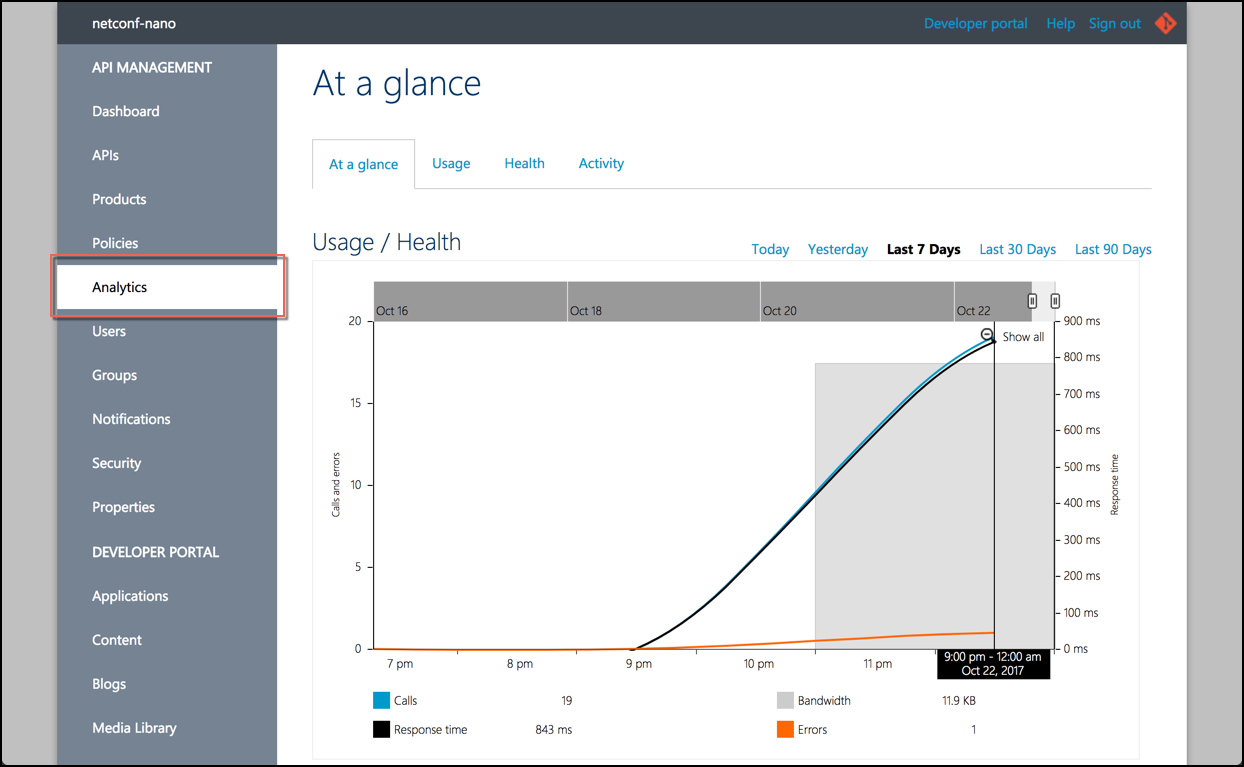 netconf-nano
Developer portal
Help
Sign out
API MANAGEMENT
Dashboard
APIs
Products
Policies
Analytics
Users
Groups
Notifications
Security
Properties
DEVELOPER PORTAL
Applications
Content
Blogs
Media Library
At a glance
At a glance
Usage
Health
Activity
Usage / Health
Today
Yesterday
Last 7 Days
Last 30 Days
Last 90 Days
Oct 16
Oct 18
Oct 20
Oct 22
Show all
20
15
10
5
0
Calls and errors
900 ms
800 ms
700 ms
600 ms
500 ms
400 ms
300 ms
200 ms
100 ms
0 ms
Response time
7 pm
8 pm
9 pm
10 pm
11 pm
9:00 pm - 12:00 am
Oct 22, 2017
Calls 19
Bandwidth 11.9 KB
Response time 843 ms
Errors 1